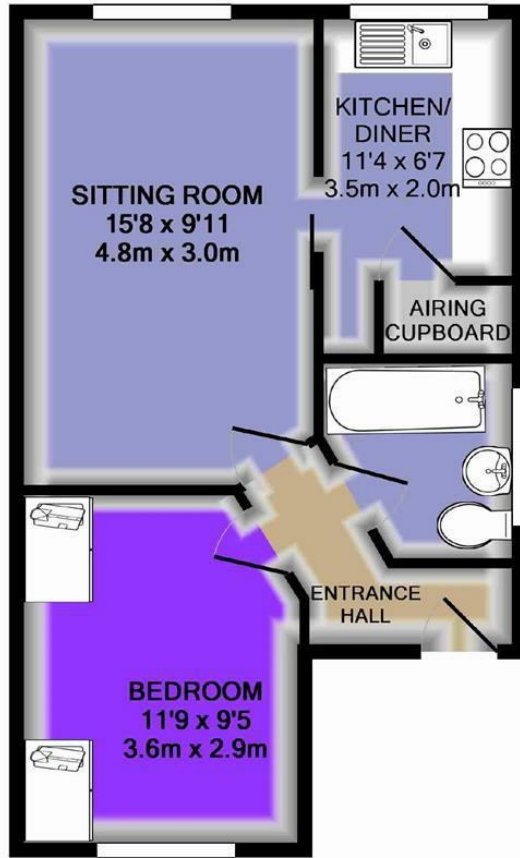 KITCHEN/
DINER
11'4 x 6'7
3.5m x 2.0m
SITTING ROOM
15'8 x 9'11
4.8m x 3.0m
AIRING
CUPBOARD
ENTRANCE
HALL
BEDROOM
11'9 x 9'5
3.6m x 2.9m